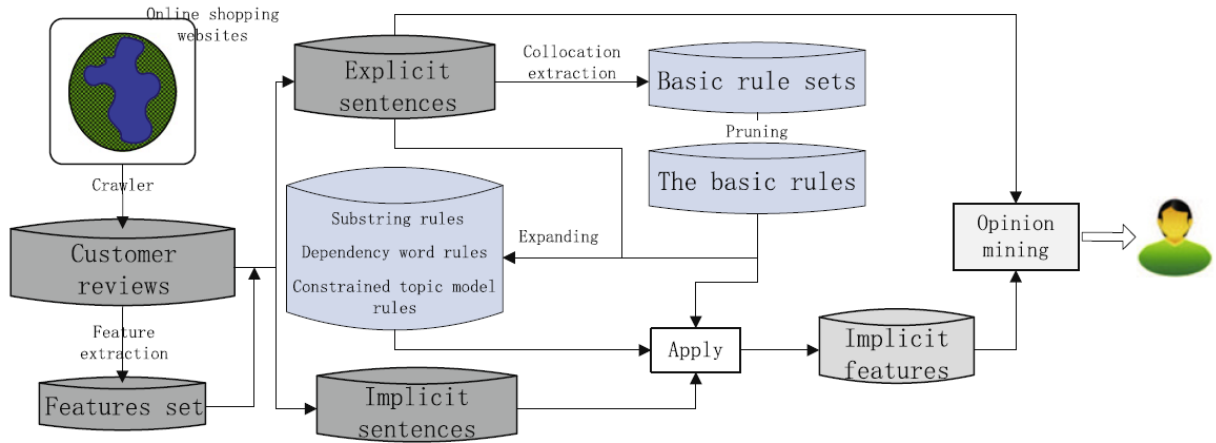 Online shopping
websites
Crawler
Customer
reviews
Feature
extraction
Features set
Explicit
sentences
Collocation
extraction
Basic rule sets
Pruning
The basic rules
Substring rules
Dependency word rules
Constrained topic model
rules
Expanding
Implicit
sentences
Apply
Implicit
features
Opinion
mining